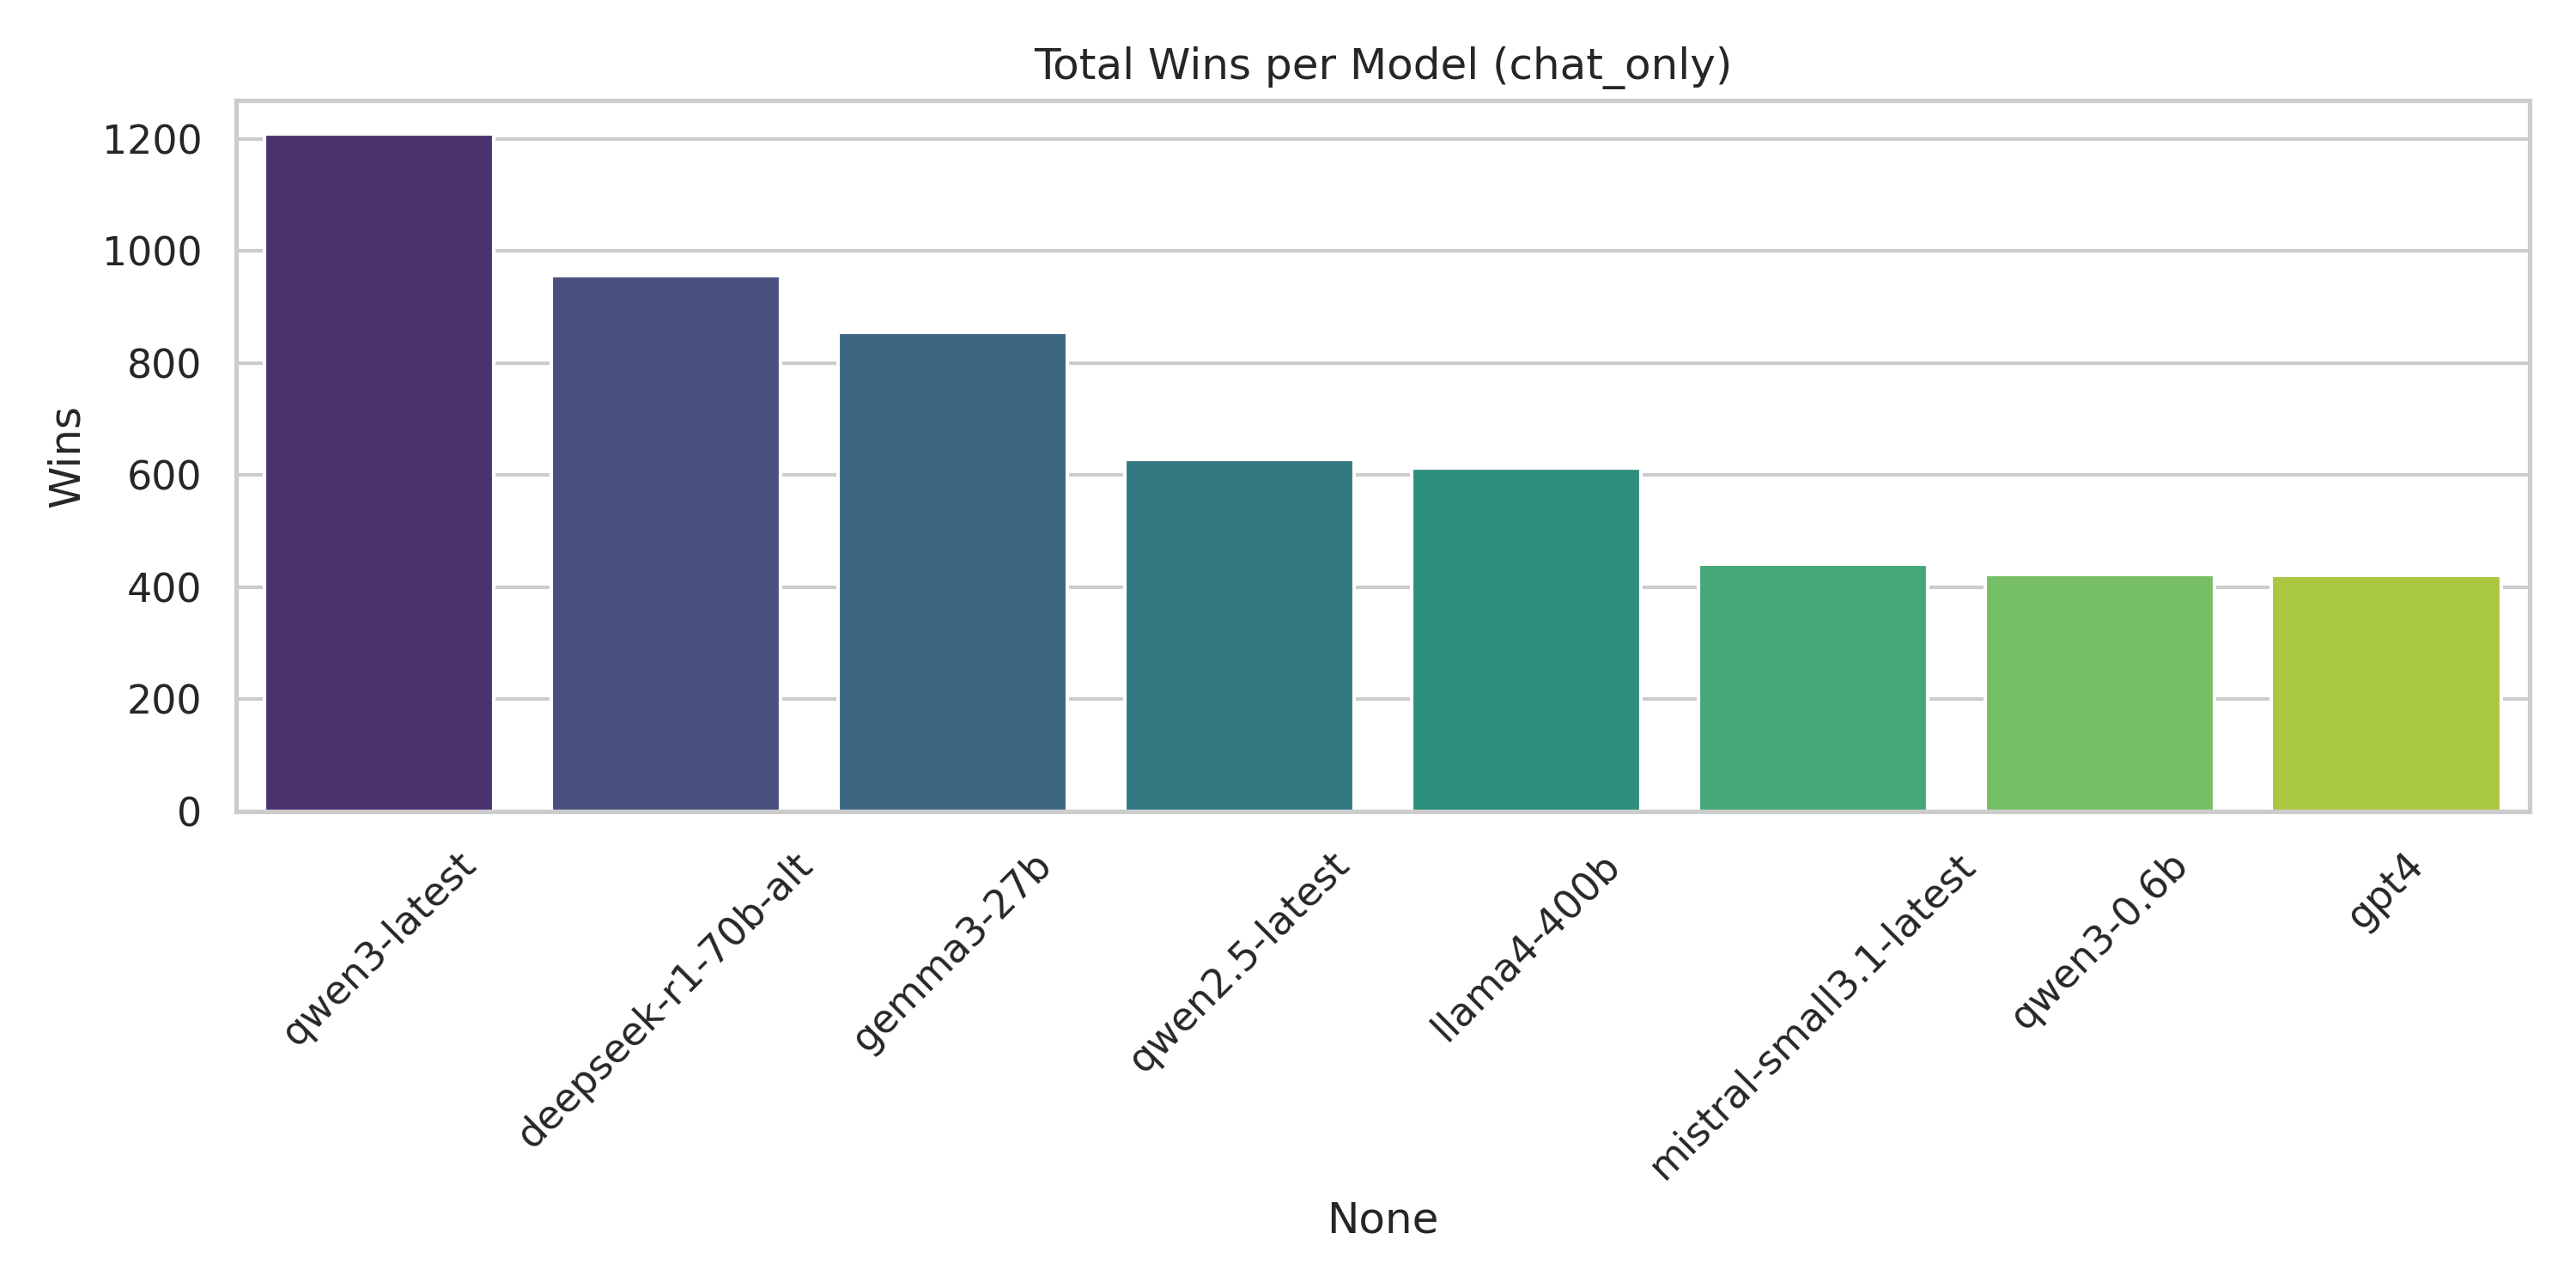 Total Wins per Model (chat_only)
Wins
1200
1000
800
600
400
200
0
qwen3-latest
deepseek-r1-70b-alt
gemma3-27b
qwen2.5-latest
llama4-400b
mistral-small3.1-latest
qwen3-0.6b
gpt4
None